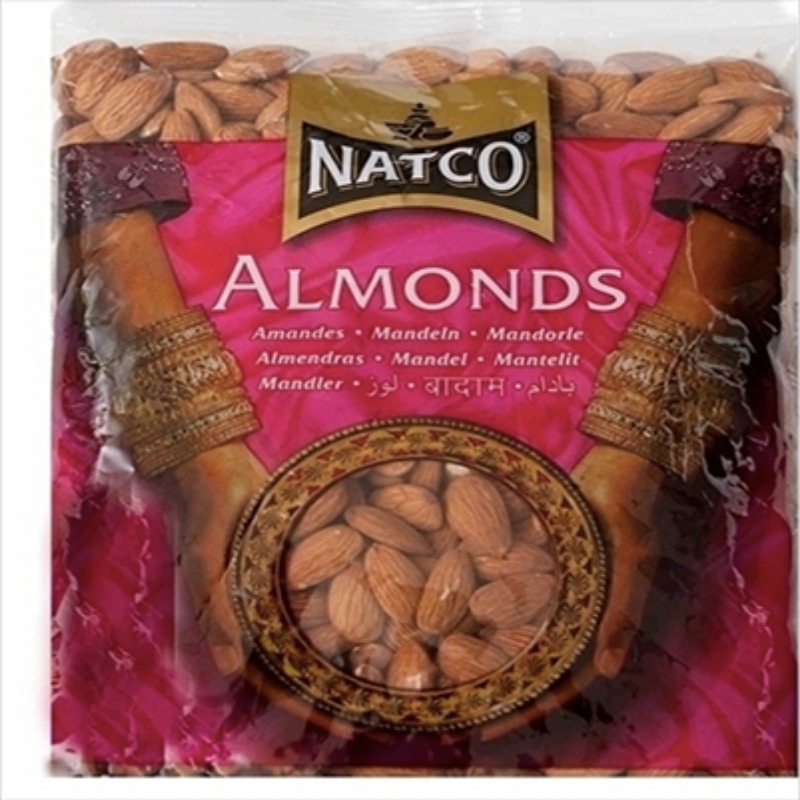 NATCO®
ALMONDS
Amandes • Mandeln • Mandorle
Almendras • Mandel • Mantelit
Mandler • لوز • बादाम • بادام